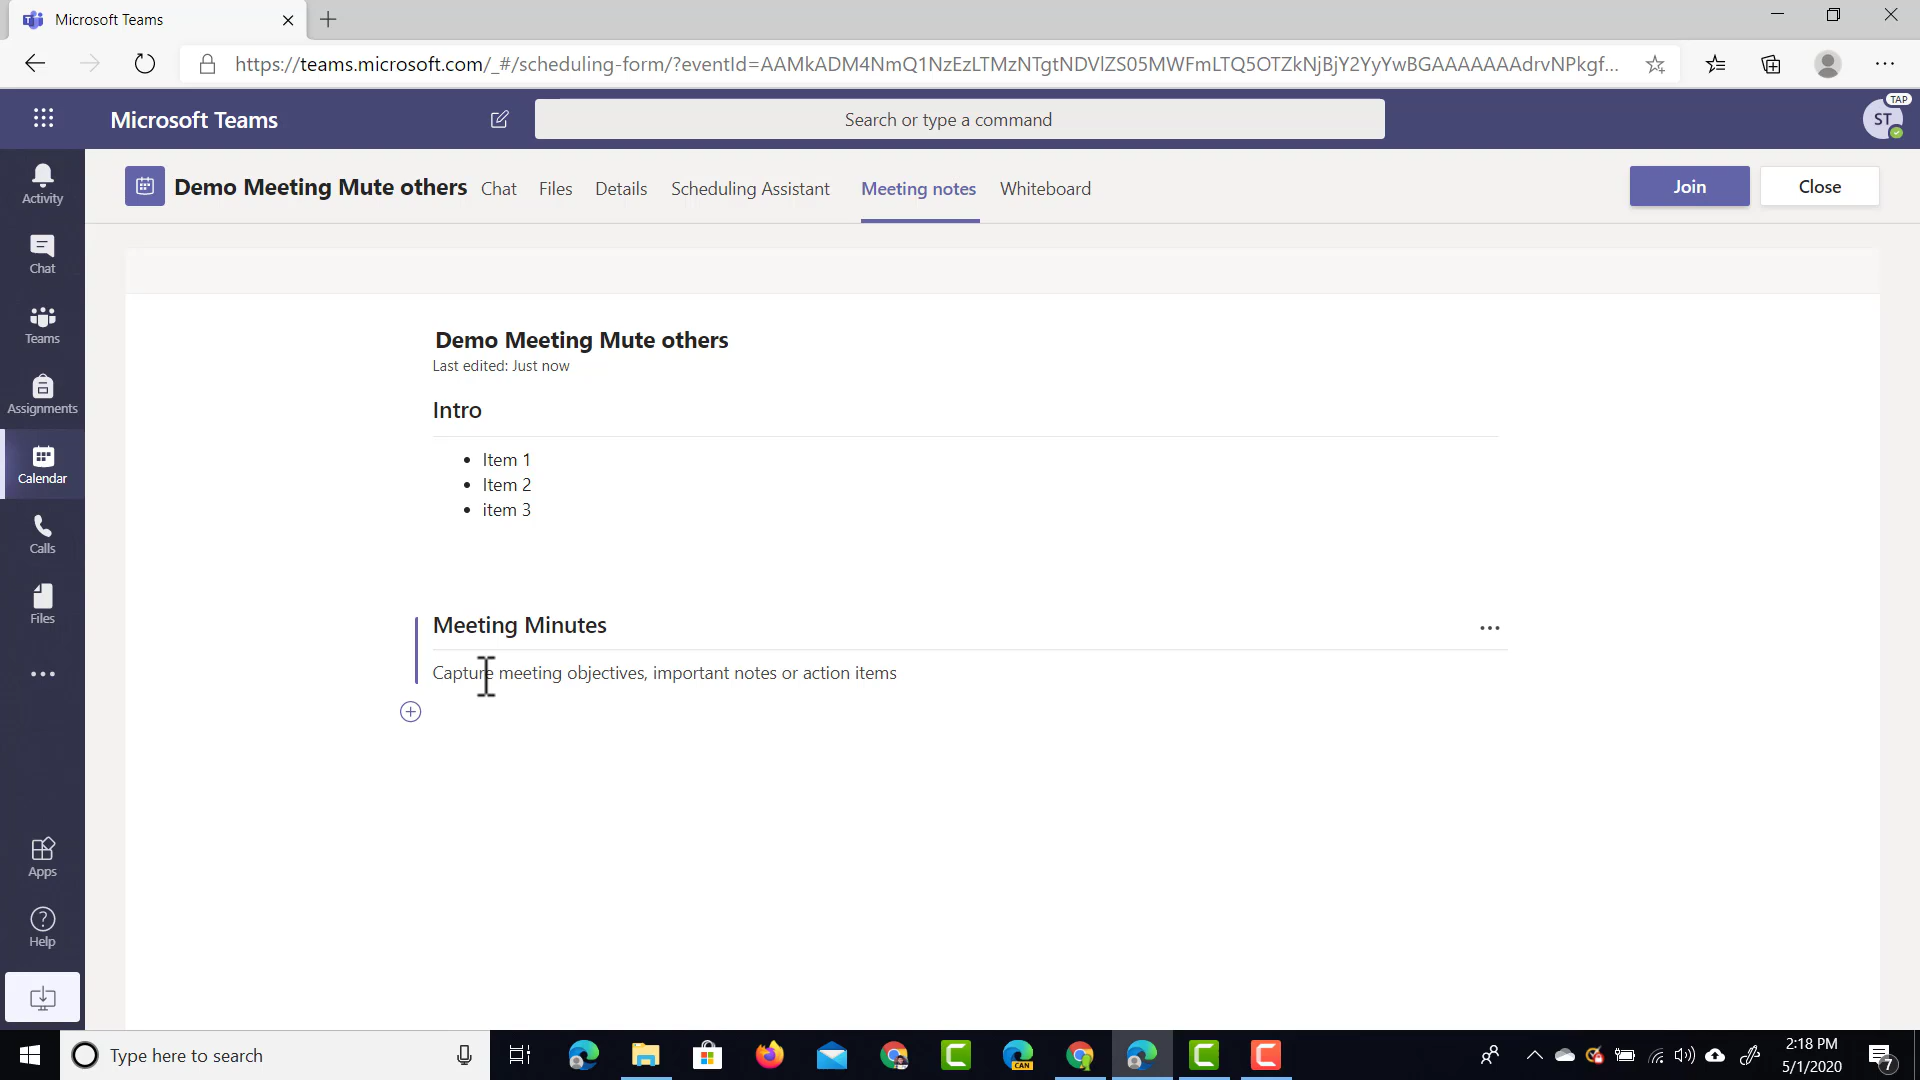 Microsoft Teams
https://teams.microsoft.com/_#/scheduling-form/?eventId=AAMkADM4NmQ1NzEzLTMzNTgtNDVlZS05MWFmLTQ5OTZkNjBjY2YyYwBGAAAAAAAdrvNPkgf...
Microsoft Teams
Search or type a command
TAP
ST
Activity
Chat
Teams
Assignments
Calendar
Calls
Files
Apps
Help
Demo Meeting Mute others Chat Files Details Scheduling Assistant Meeting notes Whiteboard
Join
Close
Demo Meeting Mute others
Last edited: Just now
Intro
• Item 1
• Item 2
• item 3
Meeting Minutes
Capture meeting objectives, important notes or action items
Type here to search
CAN
2:18 PM
5/1/2020
7